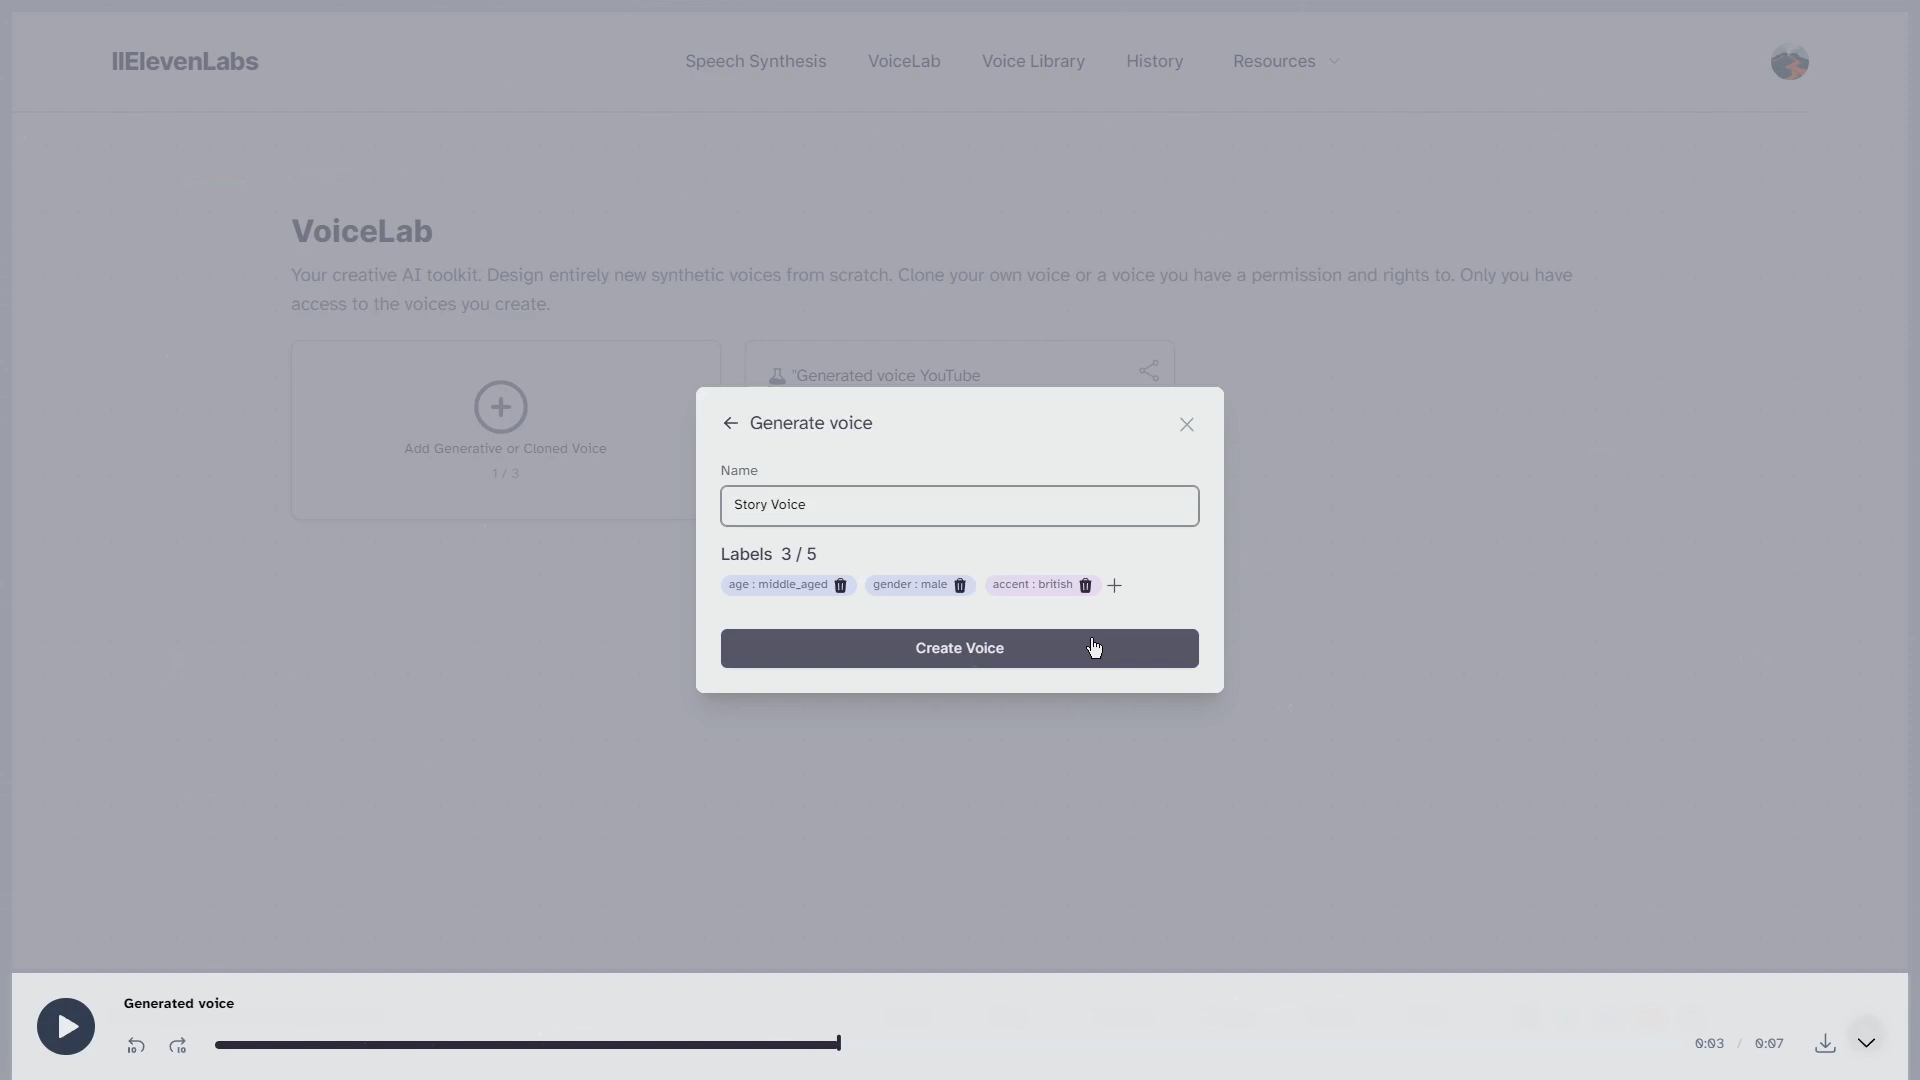 IIElevenLabs
Speech Synthesis
VoiceLab
Voice Library
History
Resources
VoiceLab
Your creative AI toolkit. Design entirely new synthetic voices from scratch. Clone your own voice or a voice you have a permission and rights to. Only you have
access to the voices you create.
Add Generative or Cloned Voice
1 / 3
"Generated voice YouTube
Generate voice
Name
Story Voice
Labels 3 / 5
age : middle_aged
gender : male
accent : british
Create Voice
Generated voice
10
10
0:03 / 0:07